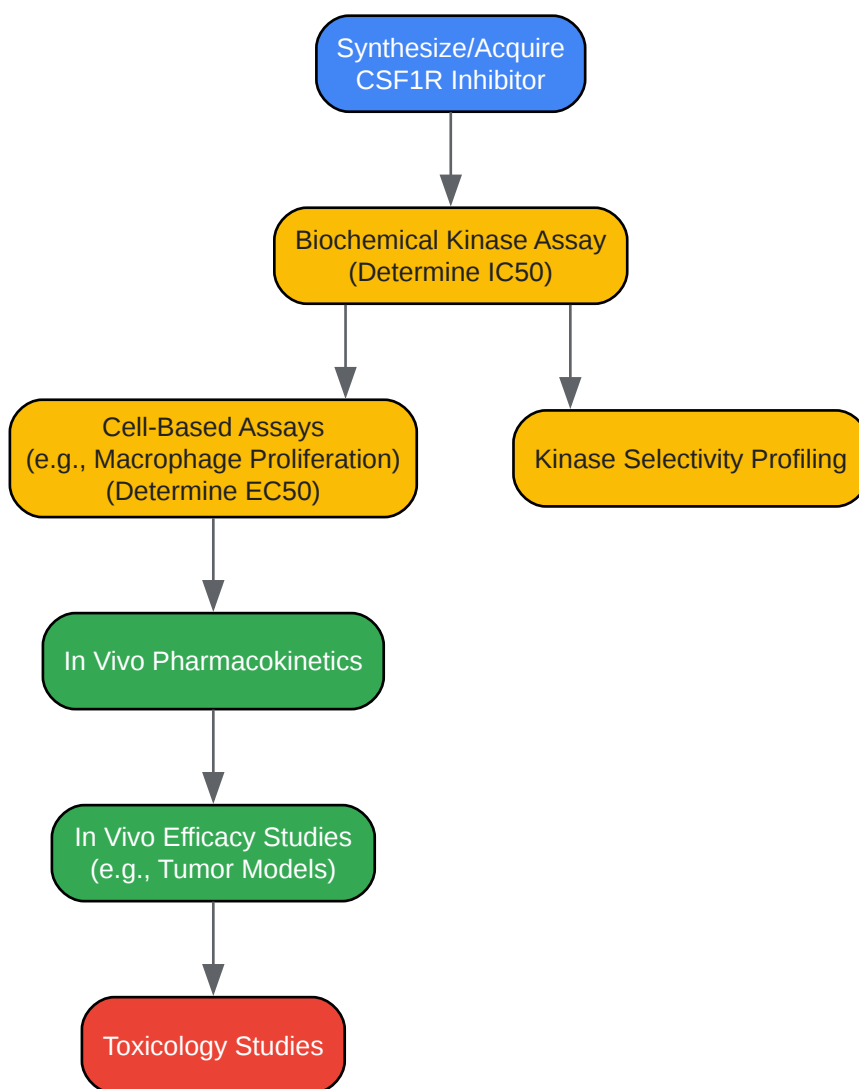 Synthesize/Acquire
CSF1R Inhibitor
Biochemical Kinase Assay
(Determine IC50)
Cell-Based Assays
(e.g., Macrophage Proliferation)
(Determine EC50)
Kinase Selectivity Profiling
In Vivo Pharmacokinetics
In Vivo Efficacy Studies
(e.g., Tumor Models)
Toxicology Studies